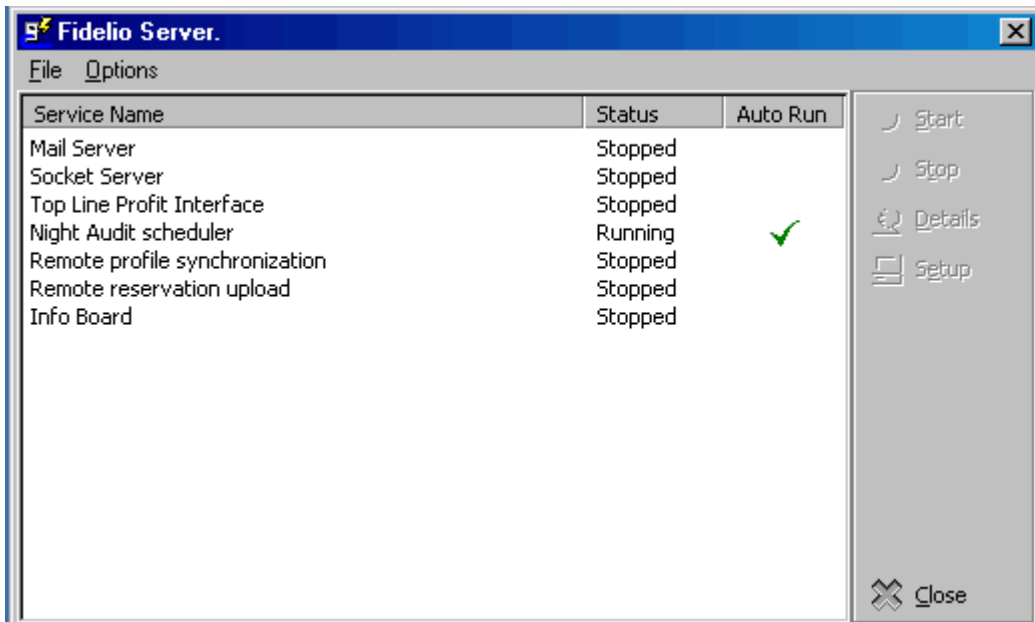 Fidelio Server.
File Options
Service Name Status Auto Run
Mail Server Stopped
Socket Server Stopped
Top Line Profit Interface Stopped
Night Audit scheduler Running
Remote profile synchronization Stopped
Remote reservation upload Stopped
Info Board Stopped
Start
Stop
Details
Setup
Close